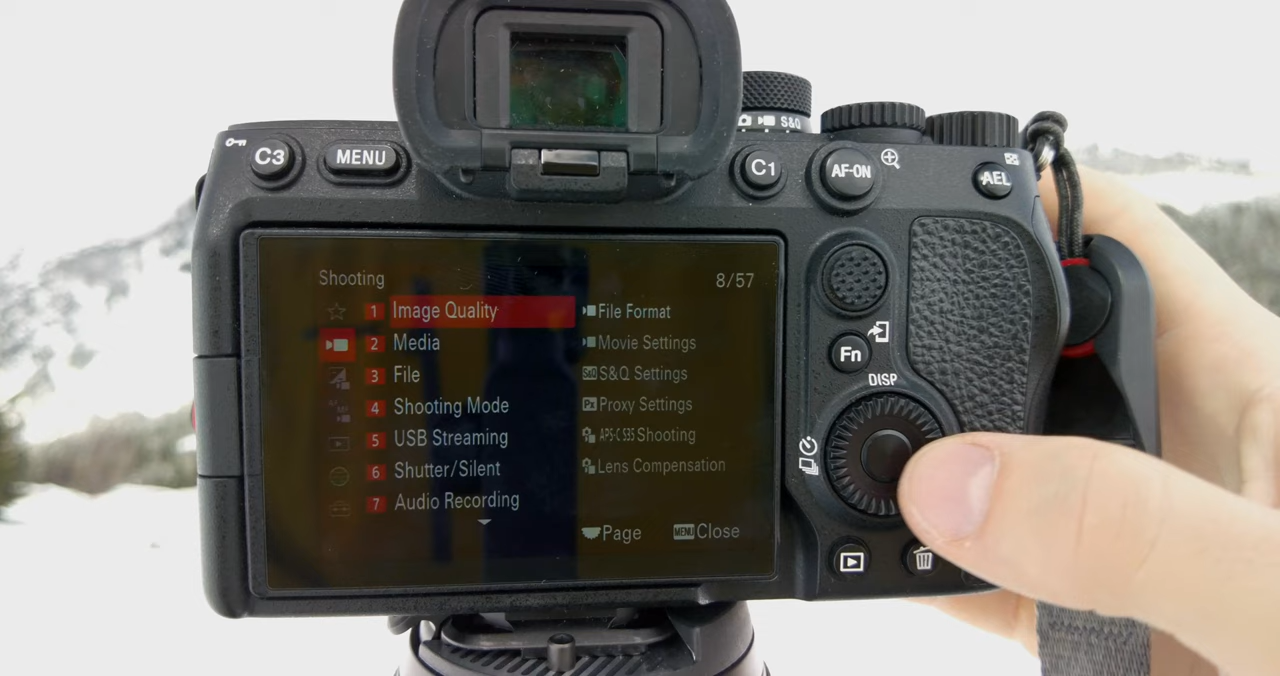 S&Q
C3
MENU
C1
AF-ON
AEL
Shooting
8/57
1 Image Quality
File Format
2 Media
Movie Settings
3 File
S&Q S&Q Settings
4 Shooting Mode
Px Proxy Settings
5 USB Streaming
APS-C S35 Shooting
6 Shutter/Silent
Lens Compensation
7 Audio Recording
Page
MENU Close
Fn
DISP